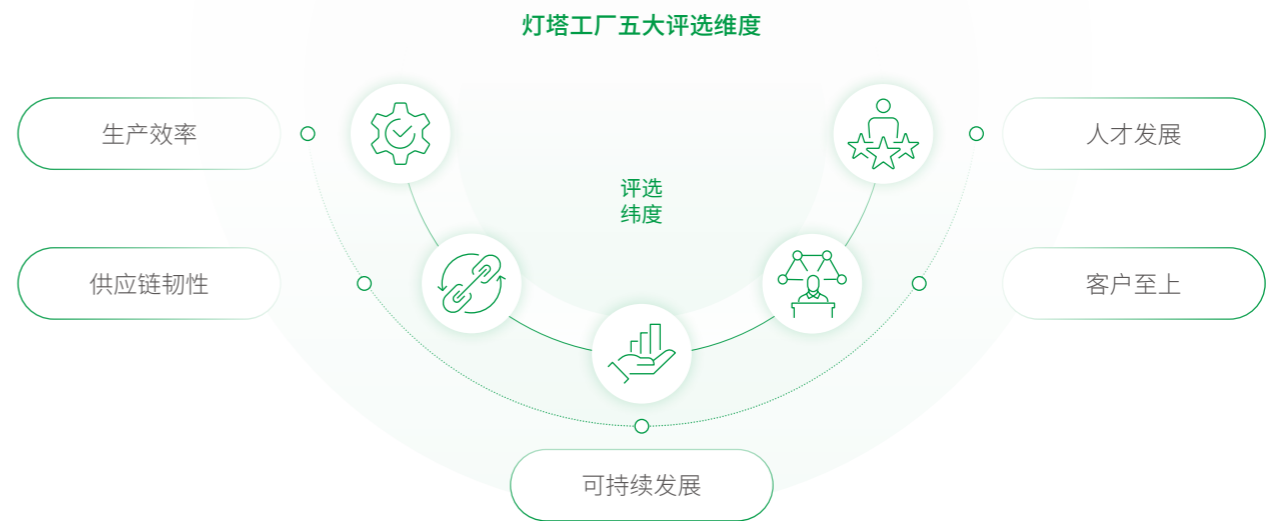 灯塔工厂五大评选维度
生产效率
人才发展
评选
纬度
供应链韧性
客户至上
可持续发展